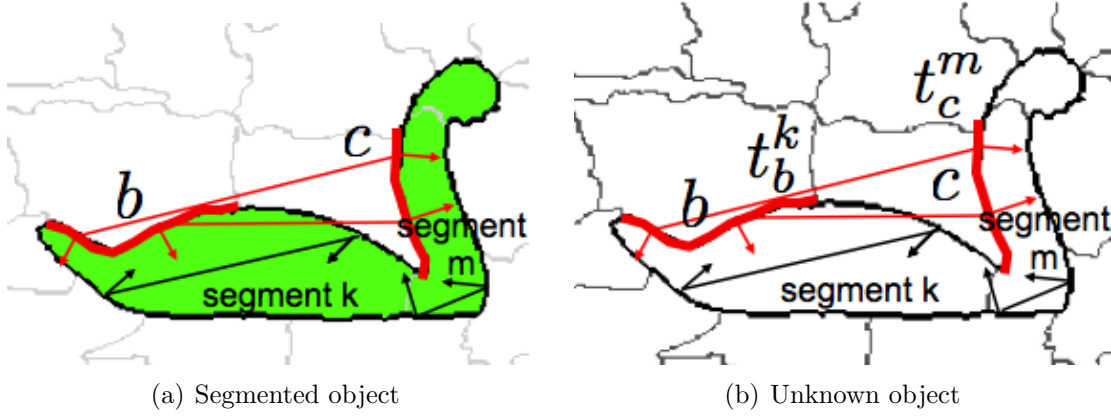 c
b
segment
m
segment k
t_c^m
t_b^k
c
b
segment
m
segment k
(a) Segmented object
(b) Unknown object